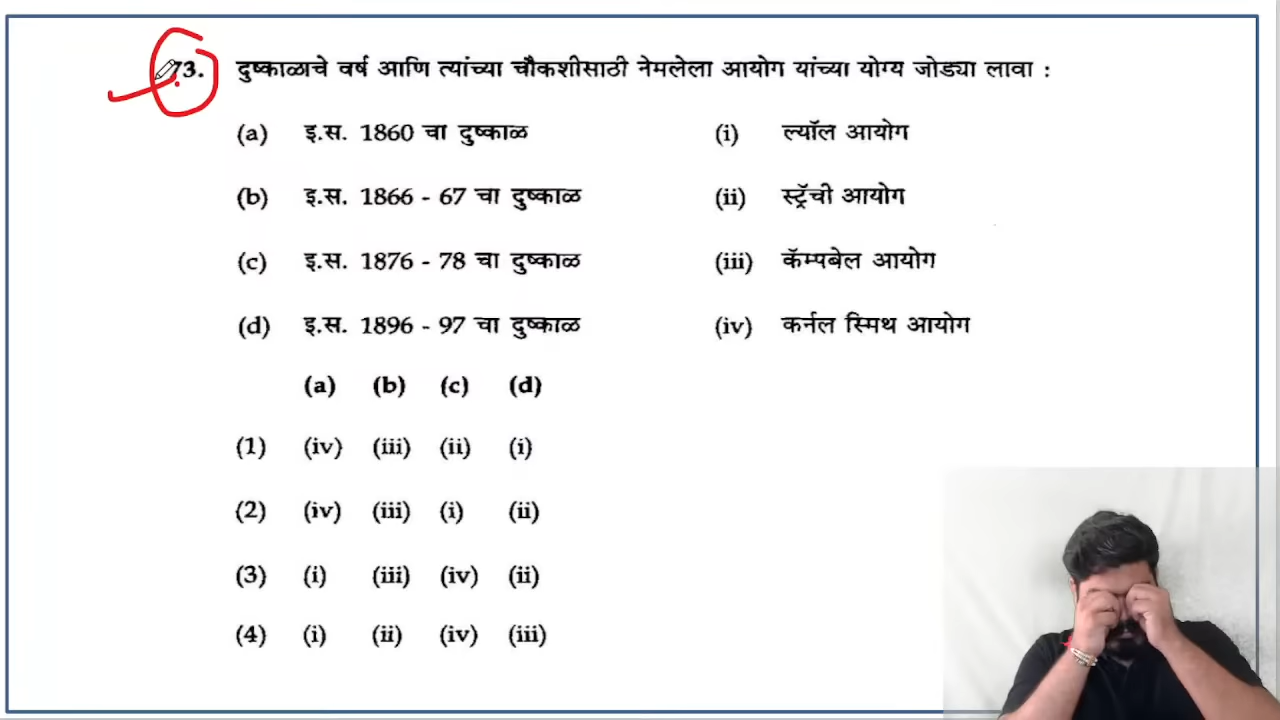 73. दुष्काळाचे वर्ष आणि त्यांच्या चौकशीसाठी नेमलेला आयोग यांच्या योग्य जोड्या लावा :
(a) इ.स. 1860 चा दुष्काळ (i) ल्यॉल आयोग
(b) इ.स. 1866 - 67 चा दुष्काळ (ii) स्ट्रॅची आयोग
(c) इ.स. 1876 - 78 चा दुष्काळ (iii) कॅम्पबेल आयोग
(d) इ.स. 1896 - 97 चा दुष्काळ (iv) कर्नल स्मिथ आयोग
(a) (b) (c) (d)
(1) (iv) (iii) (ii) (i)
(2) (iv) (iii) (i) (ii)
(3) (i) (iii) (iv) (ii)
(4) (i) (ii) (iv) (iii)